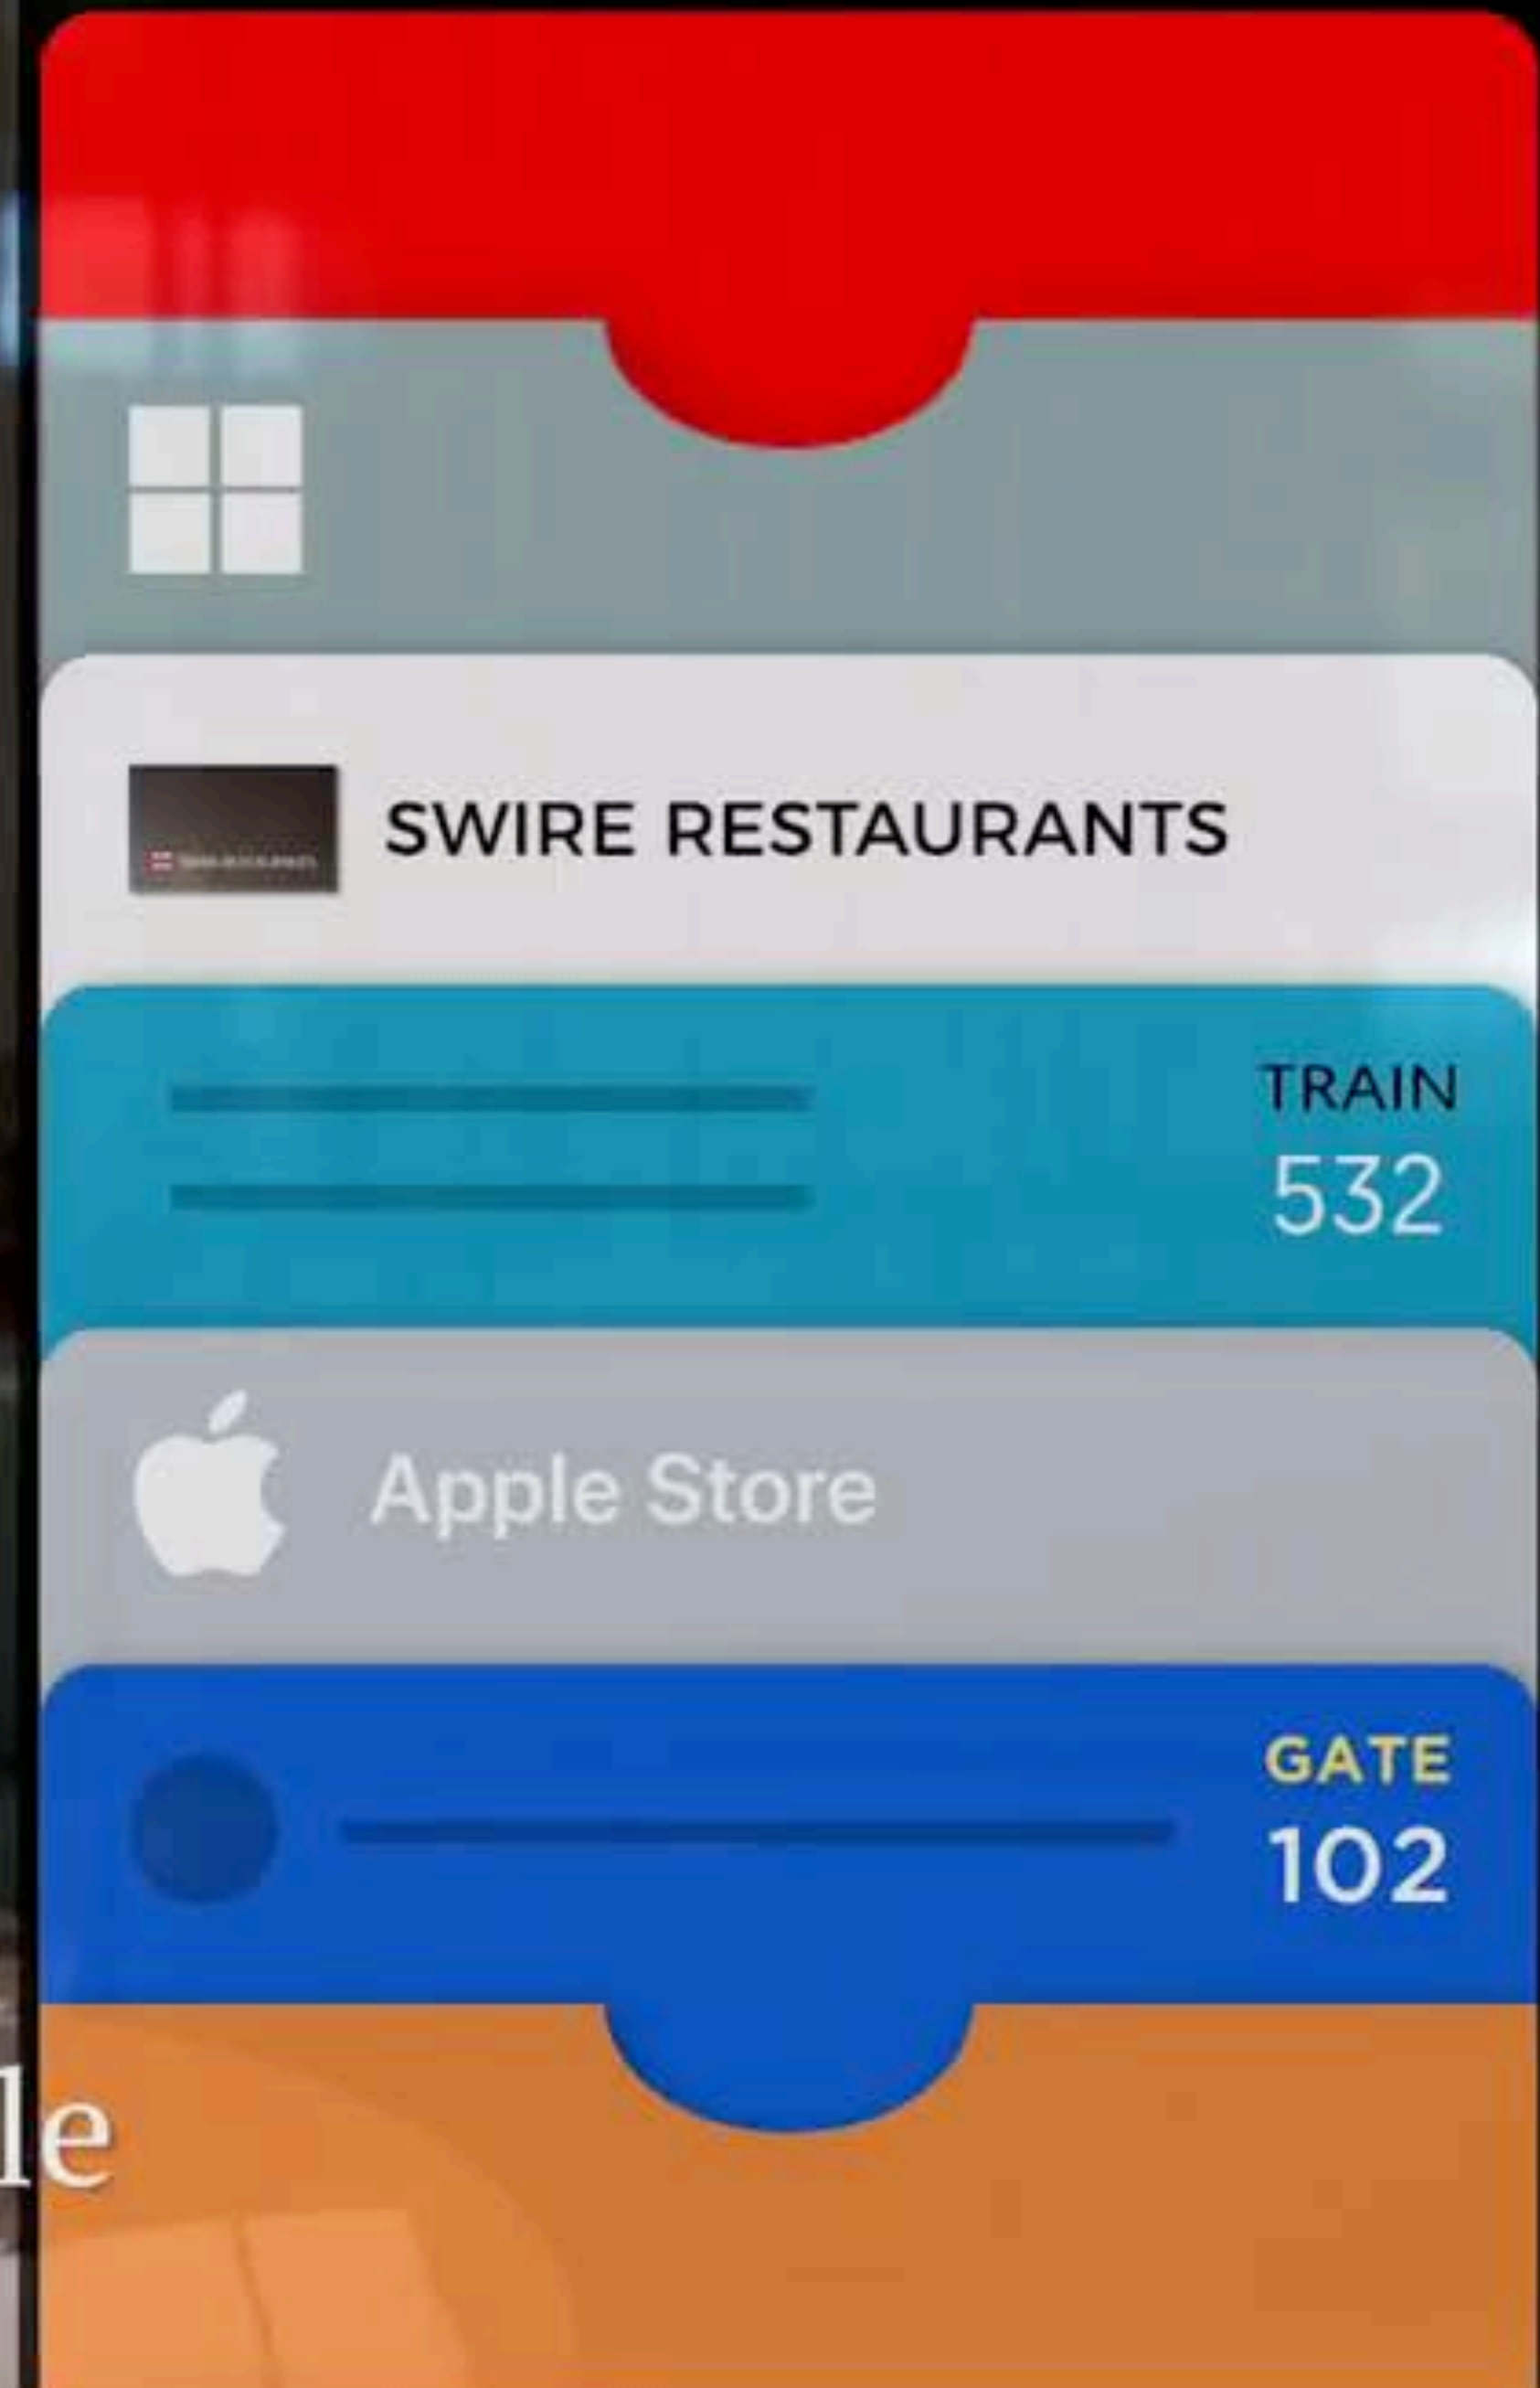 SWIRE RESTAURANTS
TRAIN
532
Apple Store
GATE
102
le